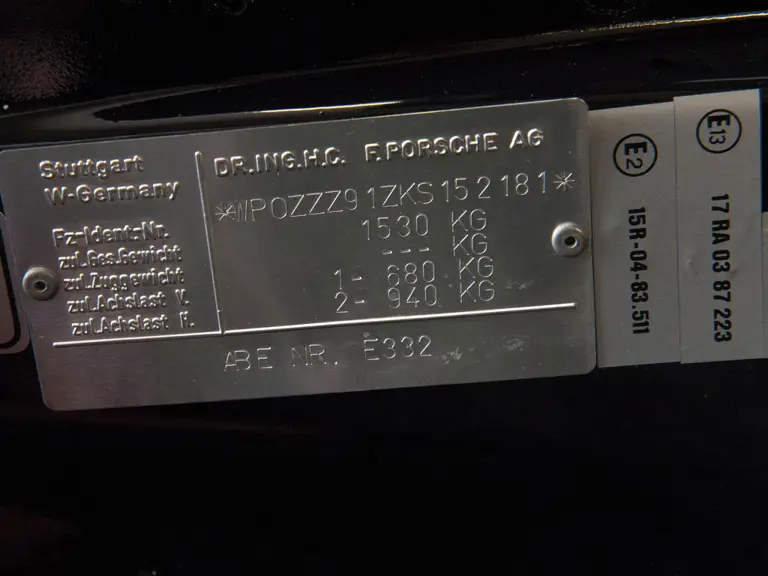 Stuttgart
W-Germany
DR.ING.H.C. F.PORSCHE AG
Fz-Ident.-Nr. *WP0ZZZ91ZKS152181*
zul.Ges.Gewicht 1530 KG
zul.Zuggewicht --- KG
zul.Achslast V. 1- 680 KG
zul.Achslast H. 2- 940 KG
ABE NR. E332
E2
15R-04-83.511
E13
17 RA 03 87 223